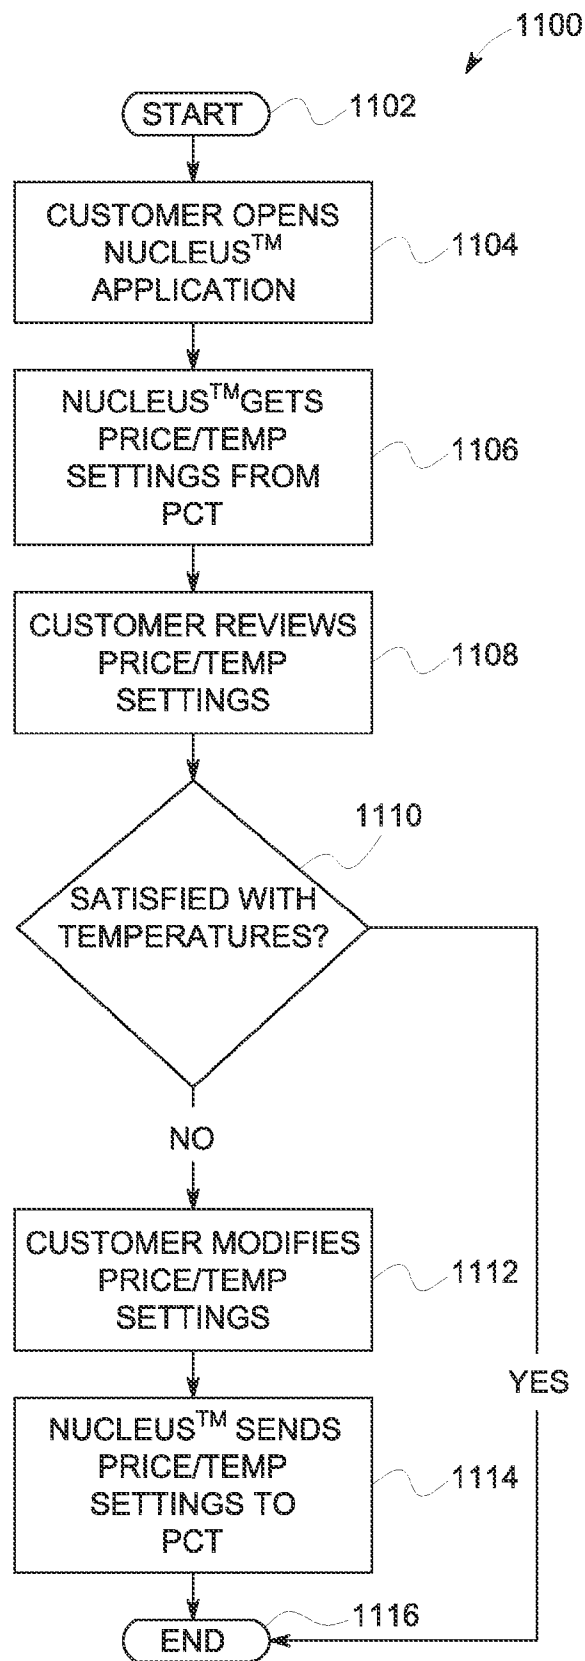 1100
START
1102
CUSTOMER OPENS
NUCLEUS™
APPLICATION
1104
NUCLEUS™GETS
PRICE/TEMP
SETTINGS FROM
PCT
1106
CUSTOMER REVIEWS
PRICE/TEMP
SETTINGS
1108
1110
SATISFIED WITH
TEMPERATURES?
NO
CUSTOMER MODIFIES
PRICE/TEMP
SETTINGS
1112
YES
NUCLEUS™ SENDS
PRICE/TEMP
SETTINGS TO
PCT
1114
1116
END